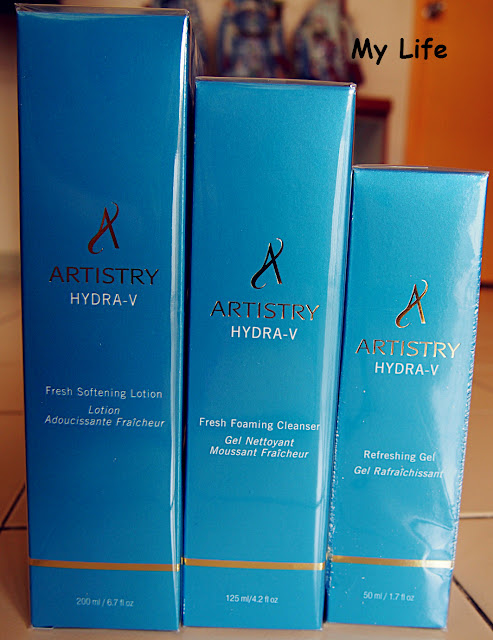 My Life
ARTISTRY
HYDRA-V
Fresh Softening Lotion
Lotion
Adoucissante Fraîcheur
200 ml / 6.7 fl oz
ARTISTRY
HYDRA-V
Fresh Foaming Cleanser
Gel Nettoyant
Moussant Fraîcheur
125 ml/4.2 fl oz
ARTISTRY
HYDRA-V
Refreshing Gel
Gel Rafraîchissant
50 ml / 1.7 fl oz